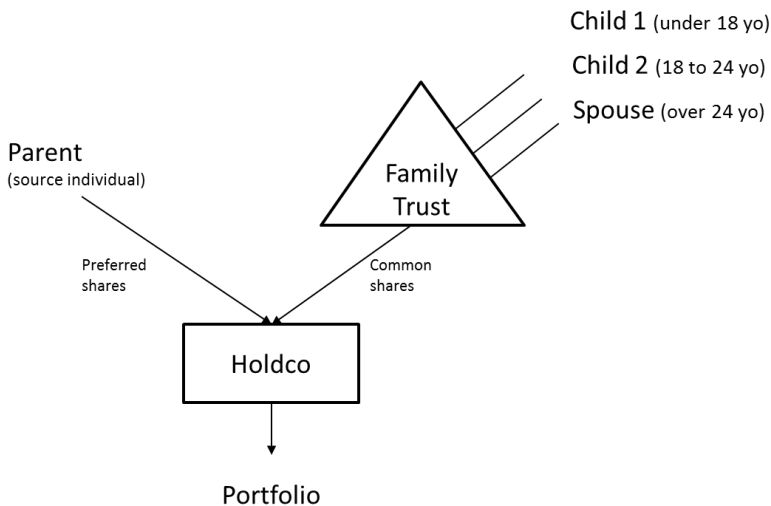 Child 1 (under 18 yo)
Child 2 (18 to 24 yo)
Spouse (over 24 yo)
Parent
(source individual)
Family
Trust
Preferred
shares
Common
shares
Holdco
Portfolio